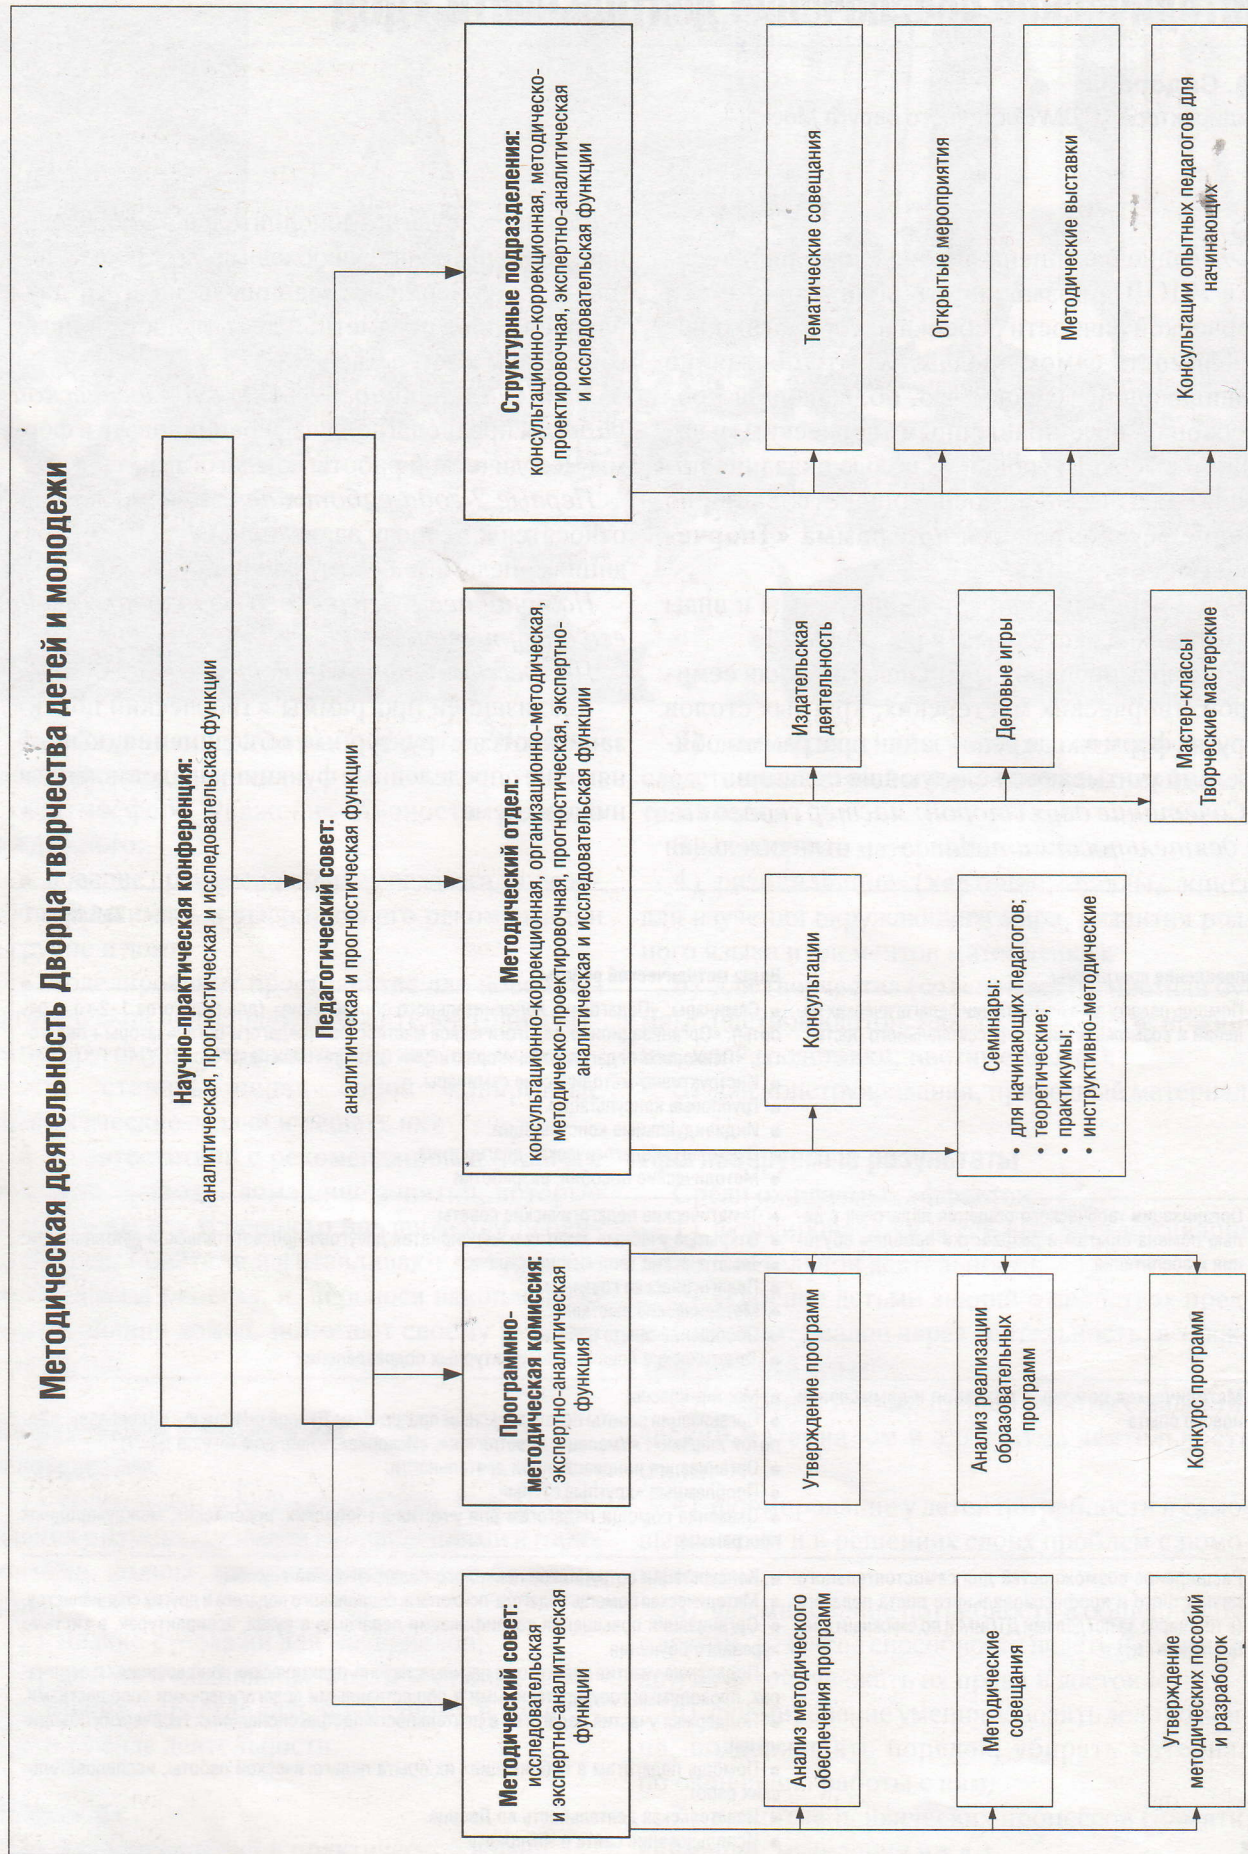 Методическая деятельность Дворца творчества детей и молодежи
Научно-практическая конференция:
аналитическая, прогностическая и исследовательская функции
Педагогический совет:
аналитическая и прогностическая функции
Методический совет:
исследовательская
и экспертно-аналитическая
функции
Программно-
методическая комиссия:
экспертно-аналитическая
функция
Методический отдел:
консультационно-коррекционная, организационно-методическая,
методическо-проектировочная, прогностическая, экспертно-
аналитическая и исследовательская функции
Структурные подразделения:
консультационно-коррекционная, методическо-
проектировочная, экспертно-аналитическая
и исследовательская функции
Анализ методического
обеспечения программ
Методические
совещания
Утверждение
методических пособий
и разработок
Утверждение программ
Анализ реализации
образовательных
программ
Конкурс программ
Консультации
Семинары:
для начинающих педагогов;
• теоретические;
• практикумы;
• инструктивно-методические
Издательская
деятельность
Деловые игры
Мастер-классы
Творческие мастерские
Тематические совещания
Открытые мероприятия
Методические выставки
Консультации опытных педагогов для
начинающих